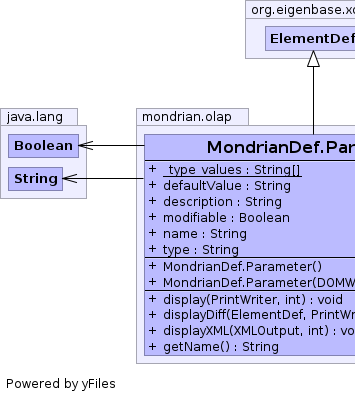 org.eigenbase.xo
ElementDef
java.lang
Boolean
String
mondrian.olap
MondrianDef.Par
+ _type_values : String[]
+ defaultValue : String
+ description : String
+ modifiable : Boolean
+ name : String
+ type : String
+ MondrianDef.Parameter()
+ MondrianDef.Parameter(DOMW
+ display(PrintWriter, int) : void
+ displayDiff(ElementDef, PrintWr
+ displayXML(XMLOutput, int) : vo
+ getName() : String
Powered by yFiles